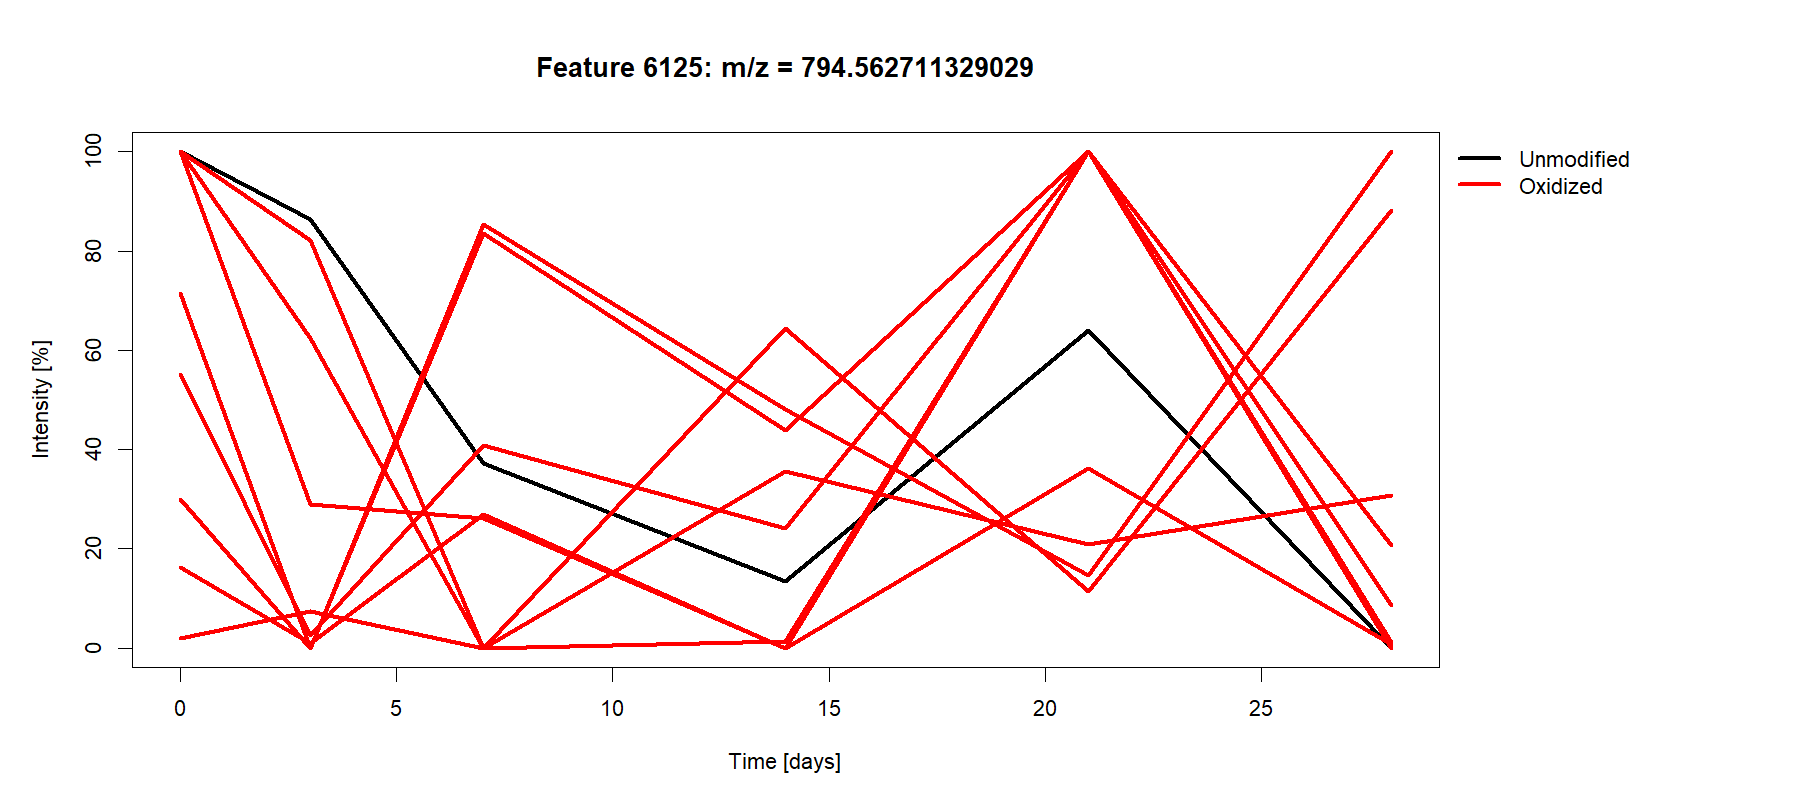 Feature 6125: m/z = 794.562711329029
Unmodified
Oxidized
Intensity [%]
100
80
60
40
20
0
0 5 10 15 20 25
Time [days]